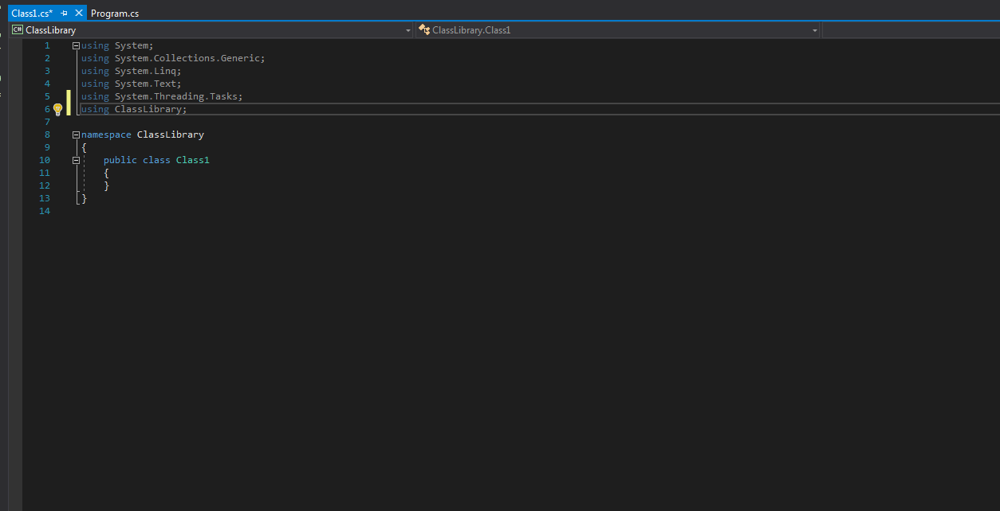 Class1.cs* Program.cs
C# ClassLibrary ClassLibrary.Class1
1 using System;
2 using System.Collections.Generic;
3 using System.Linq;
4 using System.Text;
5 using System.Threading.Tasks;
6 using ClassLibrary;
7
8 namespace ClassLibrary
9 {
10 public class Class1
11 {
12 }
13 }
14